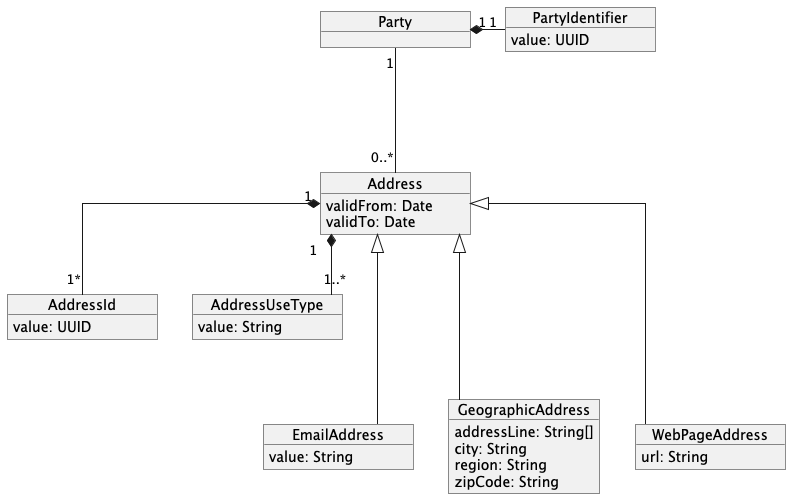 Party
1 1
PartyIdentifier
value: UUID
1
0..*
Address
validFrom: Date
validTo: Date
1
1
1*
1..*
AddressId
value: UUID
AddressUseType
value: String
EmailAddress
value: String
GeographicAddress
addressLine: String[]
city: String
region: String
zipCode: String
WebPageAddress
url: String